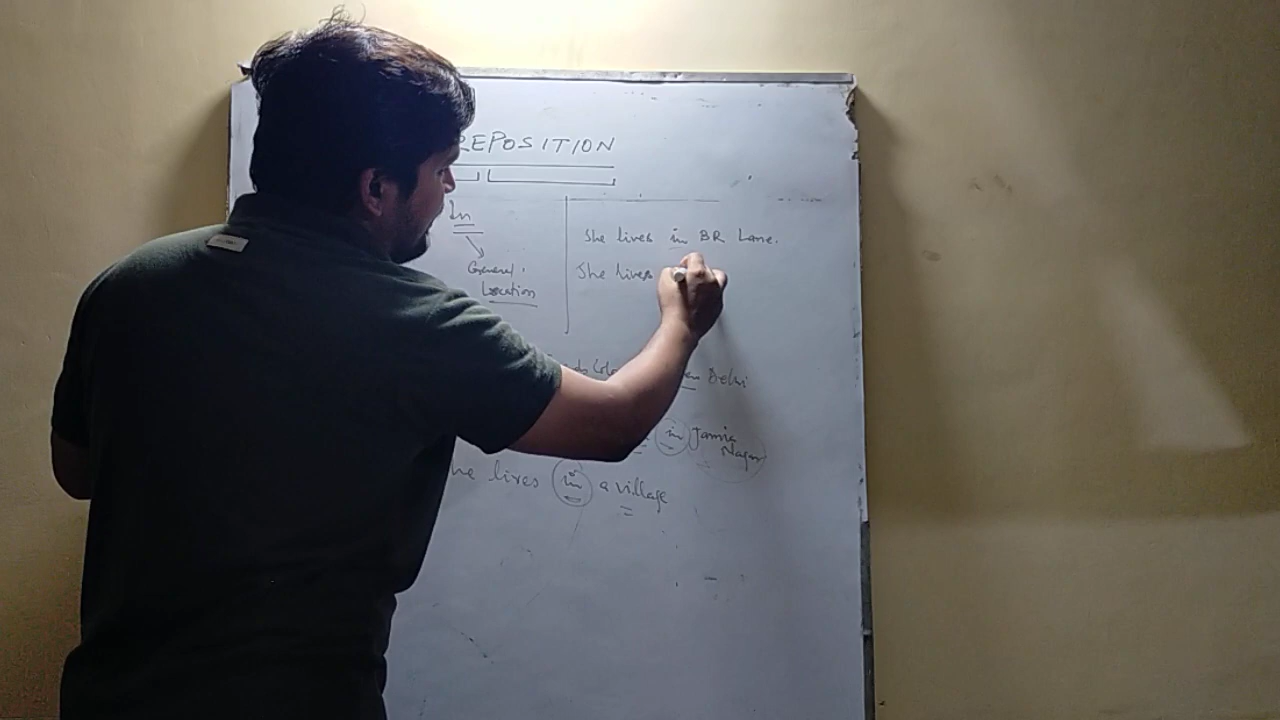 REPOSITION
In
General
Location
She lives in BR Lane.
She lives
Delhi
in Jamia
Nagar
he lives in a village